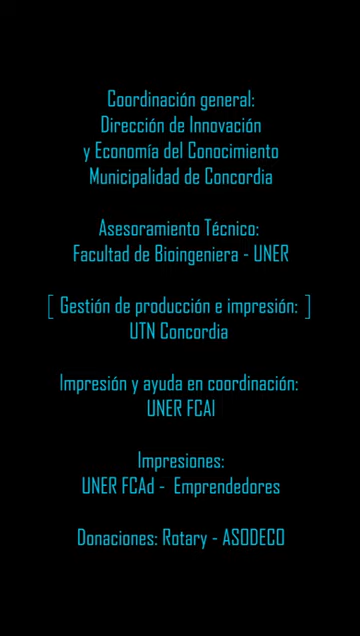 Coordinación general:
Dirección de Innovación
y Economía del Conocimiento
Municipalidad de Concordia
Asesoramiento Técnico:
Facultad de Bioingeniera - UNER
[ Gestión de producción e impresión: ]
UTN Concordia
Impresión y ayuda en coordinación:
UNER FCAI
Impresiones:
UNER FCAd - Emprendedores
Donaciones: Rotary - ASODECO